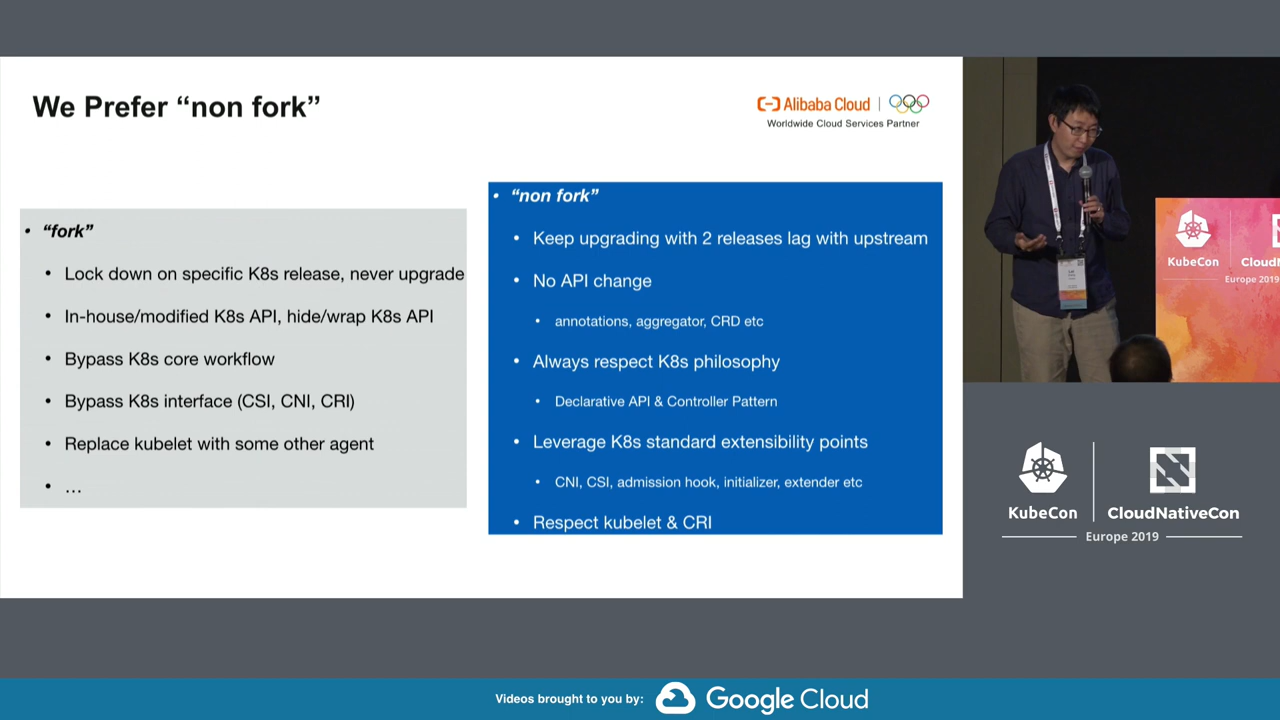 We Prefer “non fork”
Alibaba Cloud
Worldwide Cloud Services Partner
• “fork”
• Lock down on specific K8s release, never upgrade
• In-house/modified K8s API, hide/wrap K8s API
• Bypass K8s core workflow
• Bypass K8s interface (CSI, CNI, CRI)
• Replace kubelet with some other agent
• …
• “non fork”
• Keep upgrading with 2 releases lag with upstream
• No API change
• annotations, aggregator, CRD etc
• Always respect K8s philosophy
• Declarative API & Controller Pattern
• Leverage K8s standard extensibility points
• CNI, CSI, admission hook, initializer, extender etc
• Respect kubelet & CRI
KubeCon
CloudN
Europe 2019
KubeCon
CloudNativeCon
Europe 2019
Videos brought to you by:
Google Cloud